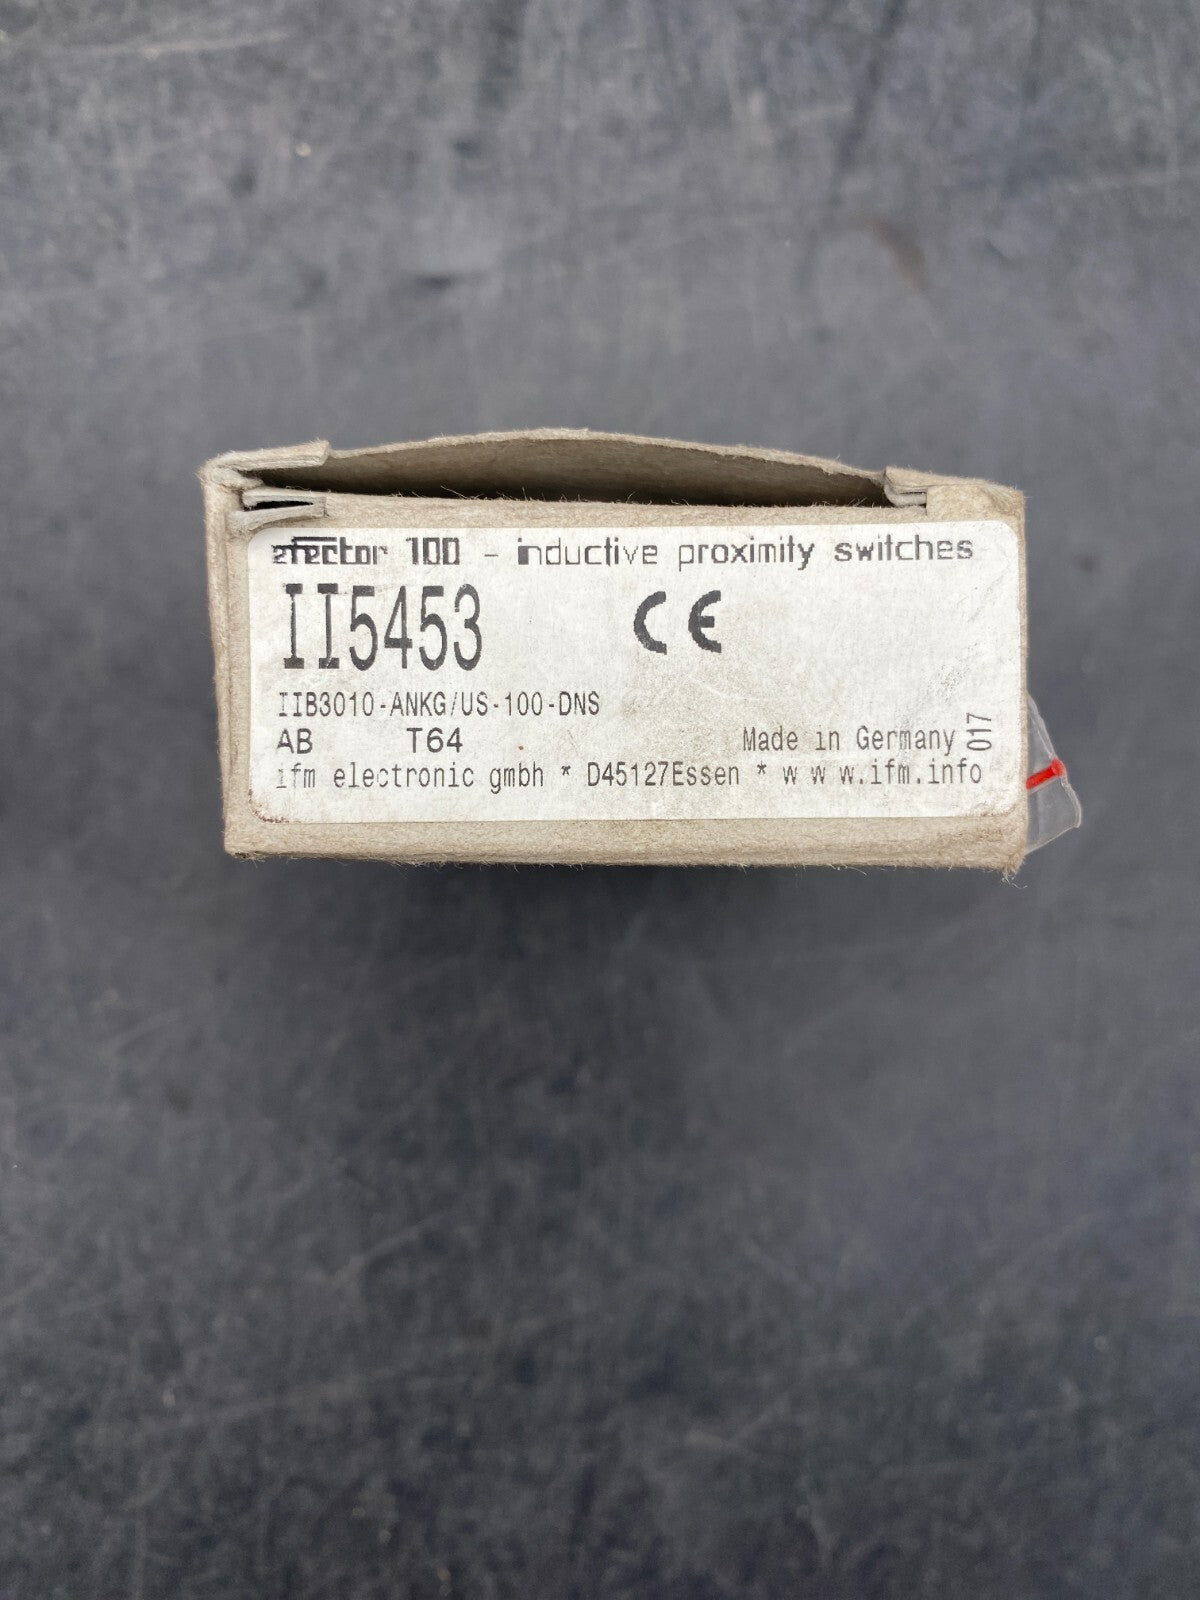 efector 100 - inductive proximity switches
II5453 CE
IIB3010-ANKG/US-100-DNS
AB T64 Made in Germany 017
ifm electronic gmbh * D45127Essen * w w w.ifm.info